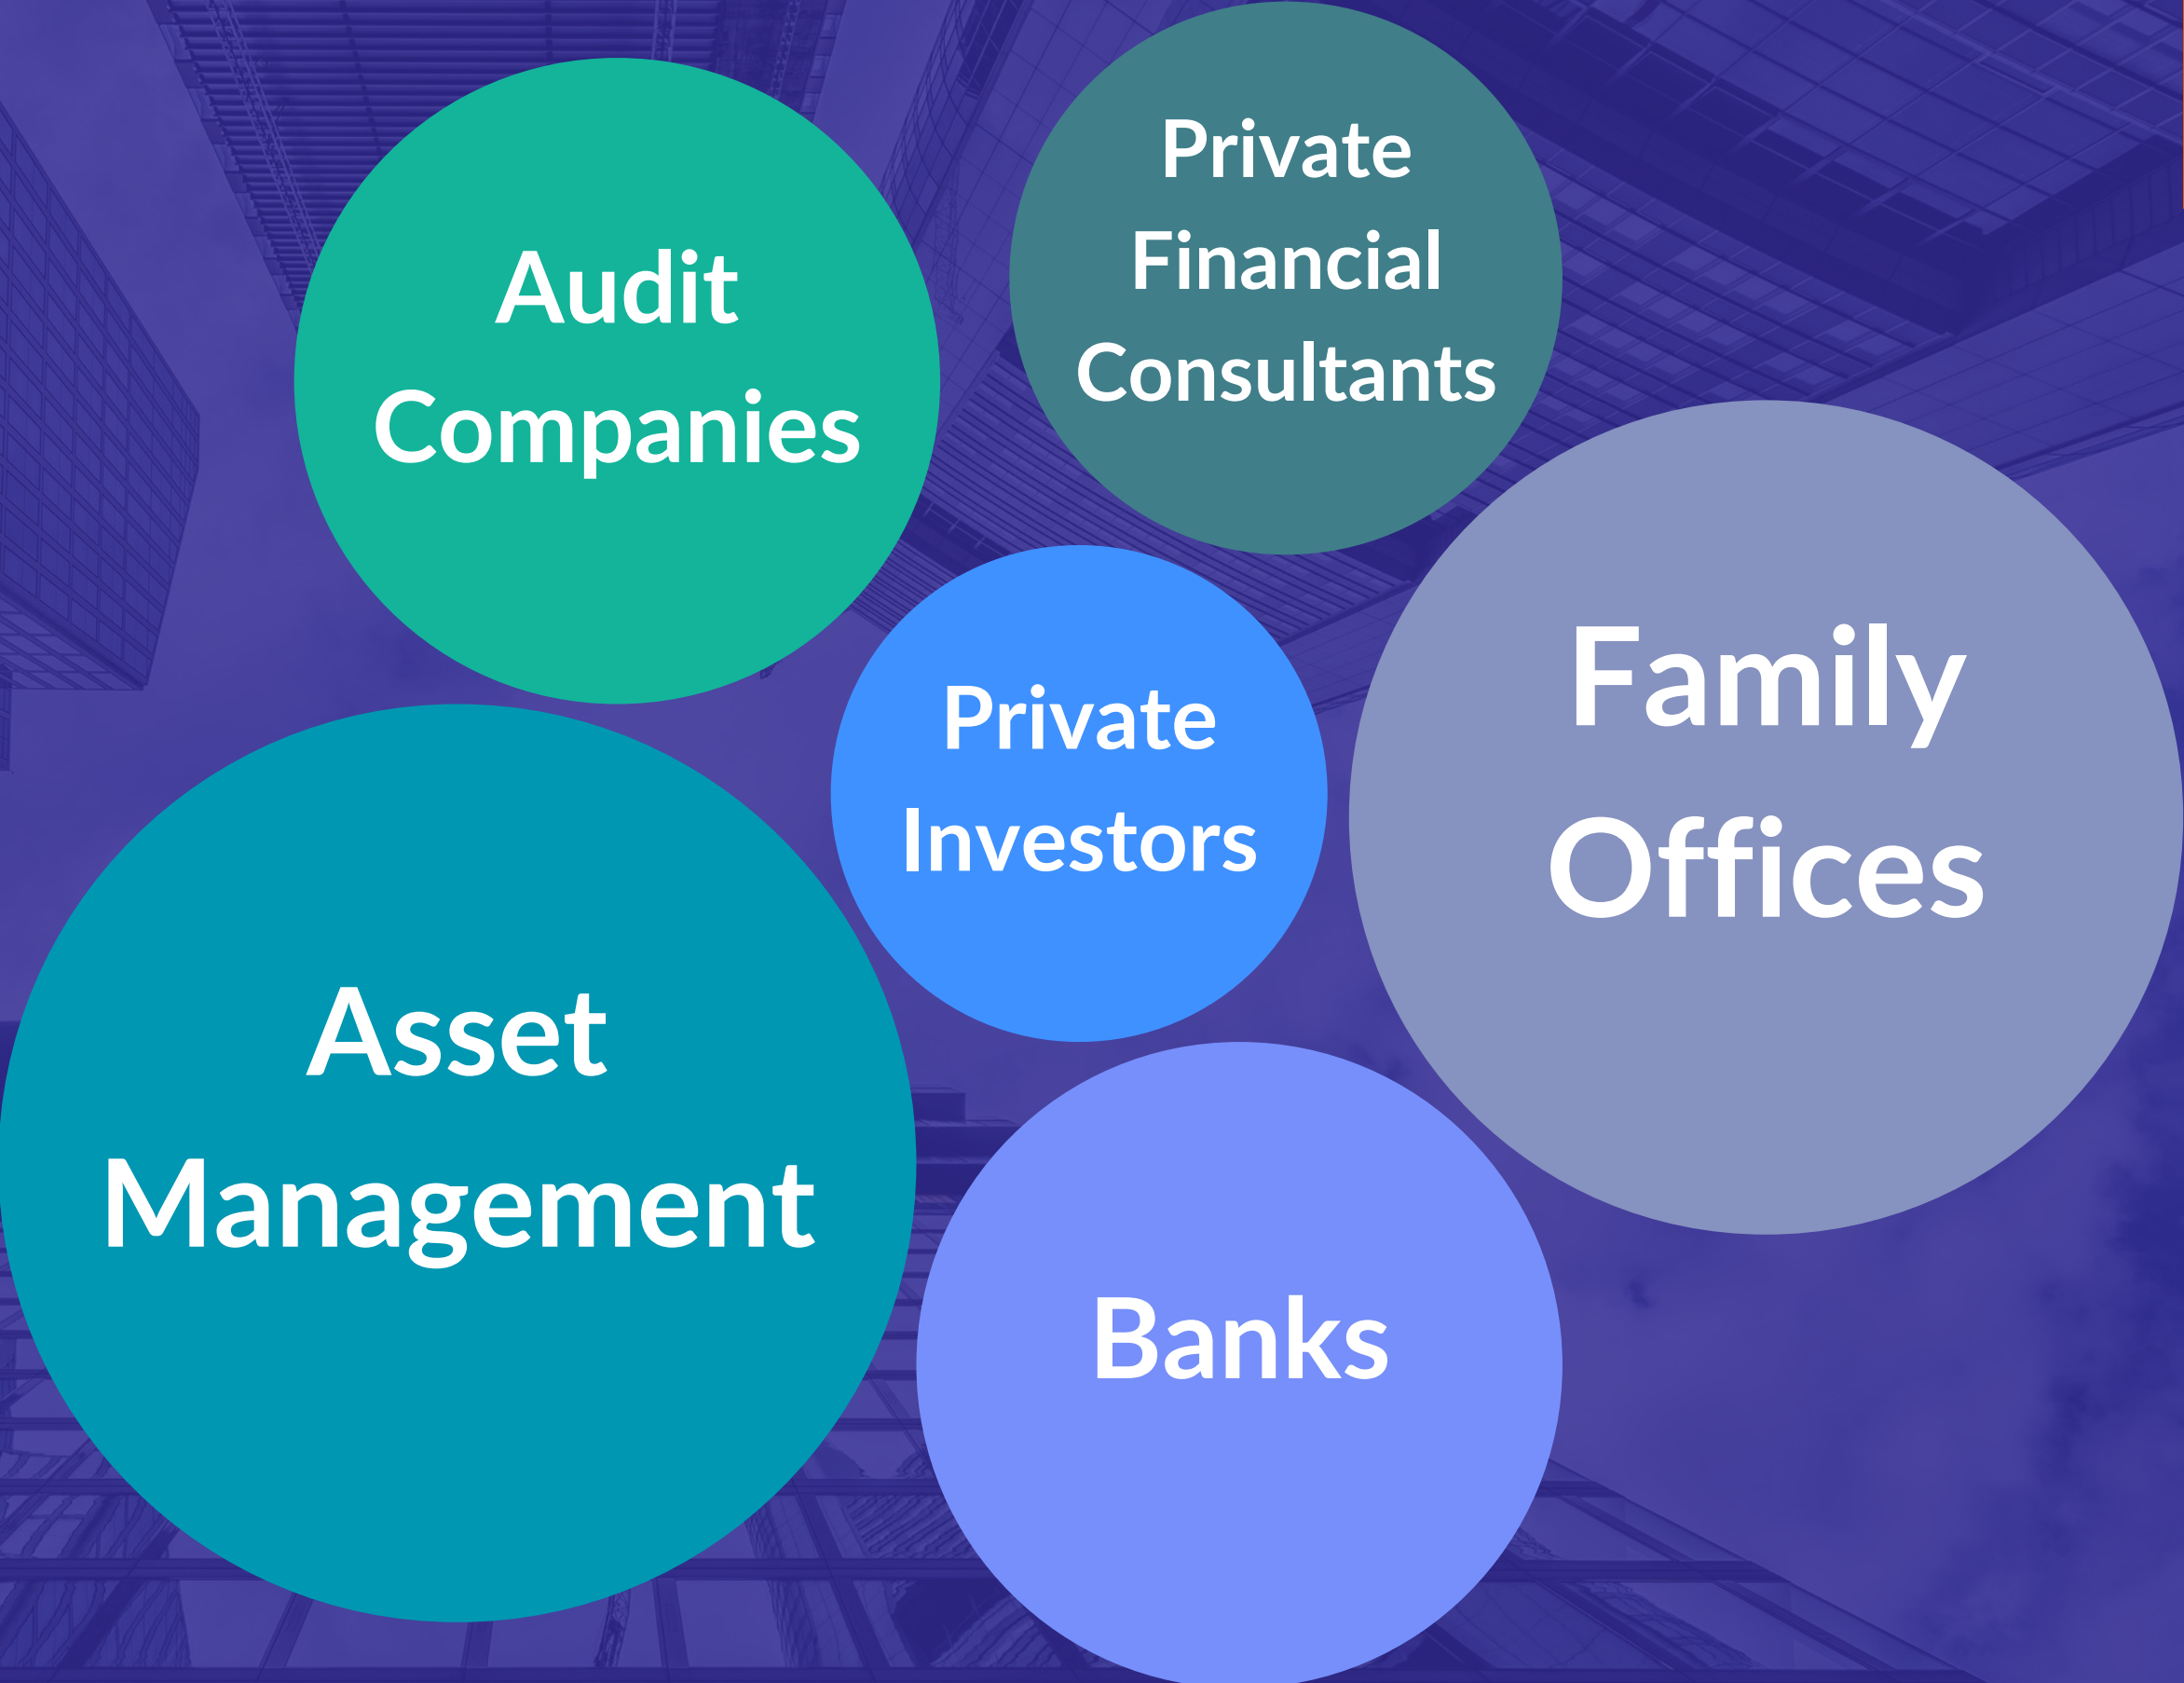 Audit
Companies
Private
Financial
Consultants
Private
Investors
Family
Offices
Asset
Management
Banks